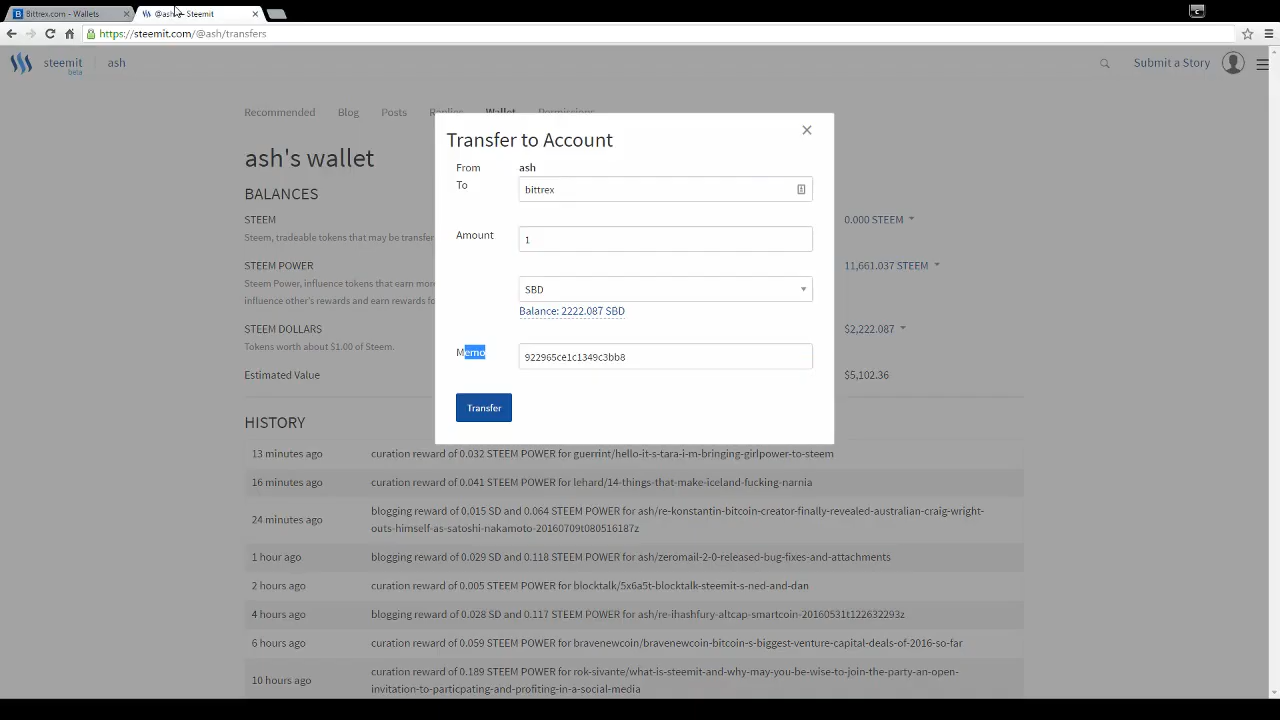 Bittrex.com - Wallets
@ash — Steemit
https://steemit.com/@ash/transfers
steemit
beta
ash
Submit a Story
Recommended Blog Posts Replies Wallet Permissions
ash's wallet
BALANCES
STEEM
0.000 STEEM
Steem, tradeable tokens that may be transfer
STEEM POWER
11,661.037 STEEM
Steem Power, influence tokens that earn more
influence other's rewards and earn rewards fo
STEEM DOLLARS
$2,222.087
Tokens worth about $1.00 of Steem.
Estimated Value
$5,102.36
Transfer to Account
From ash
To bittrex
Amount 1
SBD
Balance: 2222.087 SBD
Memo 922965ce1c1349c3bb8
Transfer
HISTORY
13 minutes ago curation reward of 0.032 STEEM POWER for guerrint/hello-it-s-tara-i-m-bringing-girlpower-to-steem
16 minutes ago curation reward of 0.041 STEEM POWER for lehard/14-things-that-make-iceland-fucking-narnia
24 minutes ago blogging reward of 0.015 SD and 0.064 STEEM POWER for ash/re-konstantin-bitcoin-creator-finally-revealed-australian-craig-wright-
outs-himself-as-satoshi-nakamoto-20160709t080516187z
1 hour ago blogging reward of 0.029 SD and 0.118 STEEM POWER for ash/zeromail-2-0-released-bug-fixes-and-attachments
2 hours ago curation reward of 0.005 STEEM POWER for blocktalk/5x6a5t-blocktalk-steemit-s-ned-and-dan
4 hours ago blogging reward of 0.028 SD and 0.117 STEEM POWER for ash/re-ihashfury-altcap-smartcoin-20160531t122632293z
6 hours ago curation reward of 0.059 STEEM POWER for bravenewcoin/bravenewcoin-bitcoin-s-biggest-venture-capital-deals-of-2016-so-far
10 hours ago curation reward of 0.189 STEEM POWER for rok-sivante/what-is-steemit-and-why-may-you-be-wise-to-join-the-party-an-open-
invitation-to-particpating-and-profiting-in-a-social-media